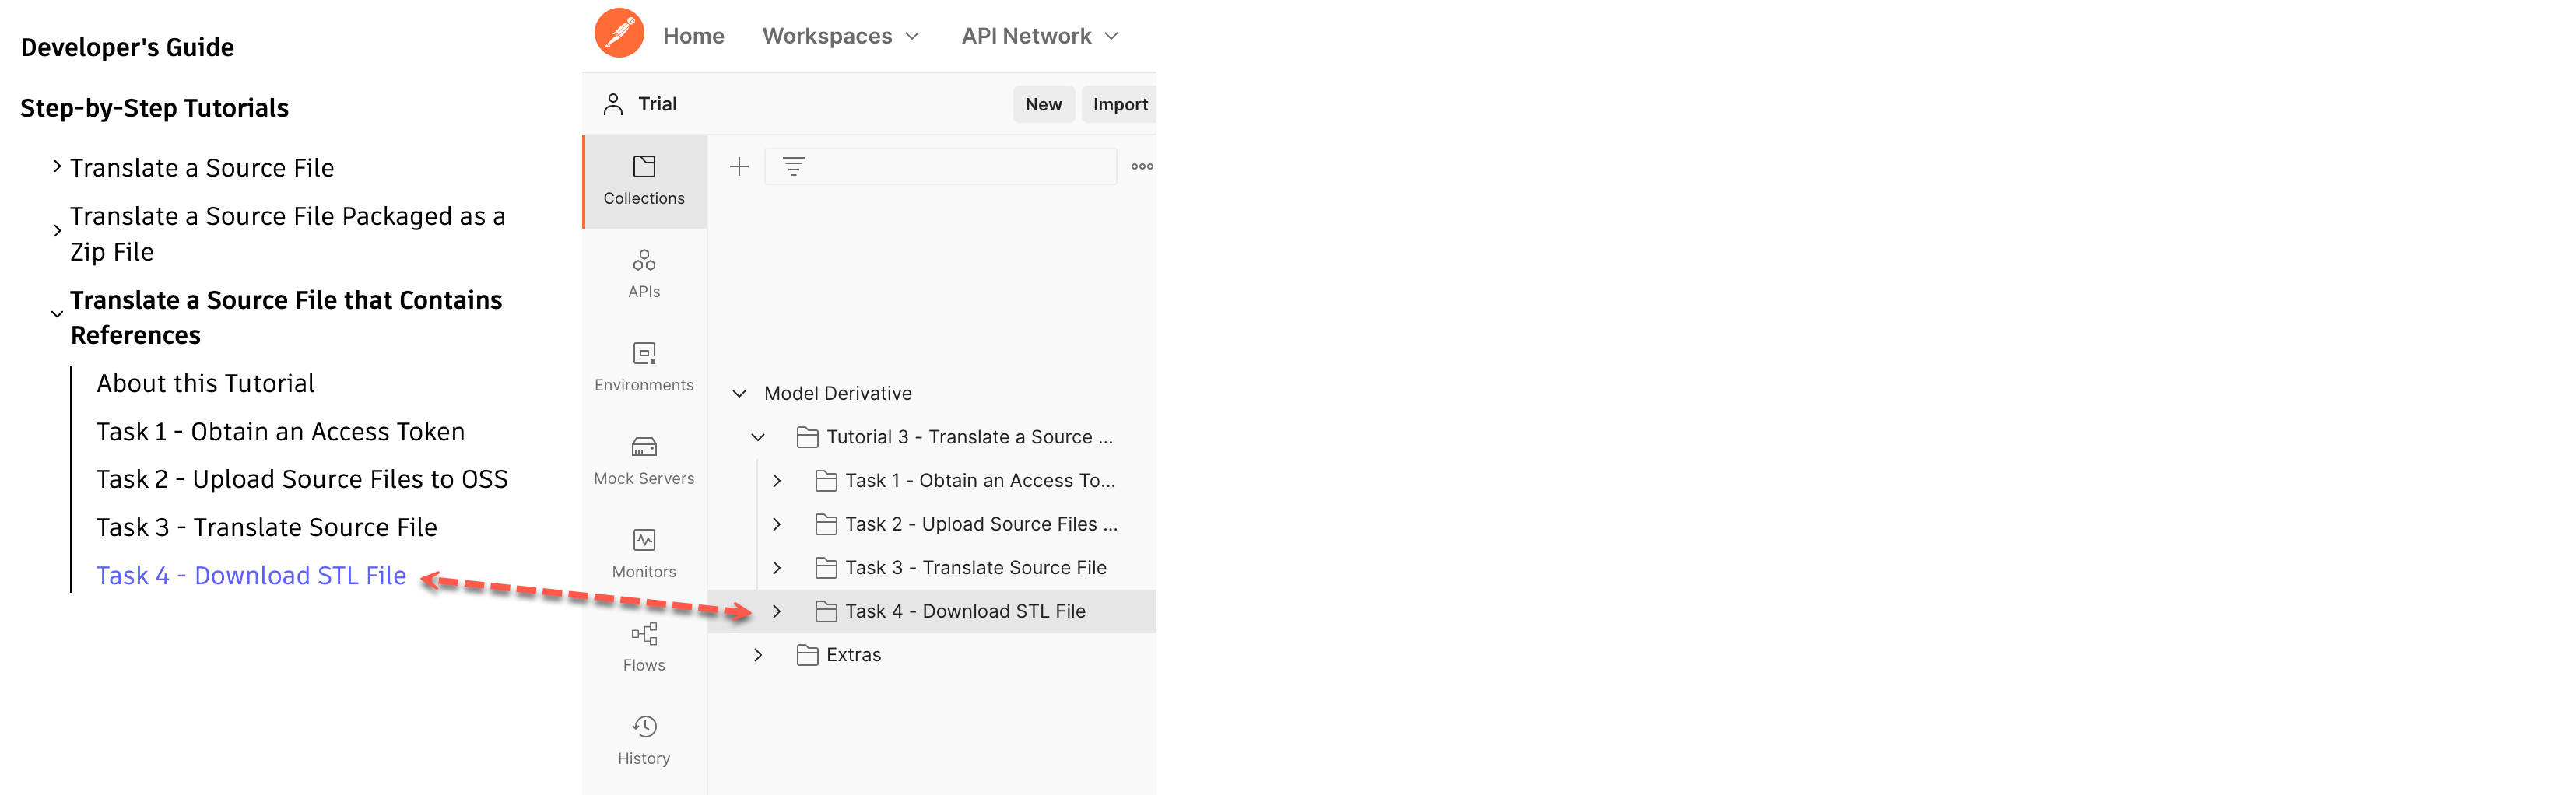 Developer's Guide
Step-by-Step Tutorials
Translate a Source File
Translate a Source File Packaged as a
Zip File
Translate a Source File that Contains
References
About this Tutorial
Task 1 - Obtain an Access Token
Task 2 - Upload Source Files to OSS
Task 3 - Translate Source File
Task 4 - Download STL File
Home Workspaces API Network
Trial New Import
Collections
APIs
Environments
Mock Servers
Monitors
Flows
History
Model Derivative
Tutorial 3 - Translate a Source ...
Task 1 - Obtain an Access To...
Task 2 - Upload Source Files ...
Task 3 - Translate Source File
Task 4 - Download STL File
Extras